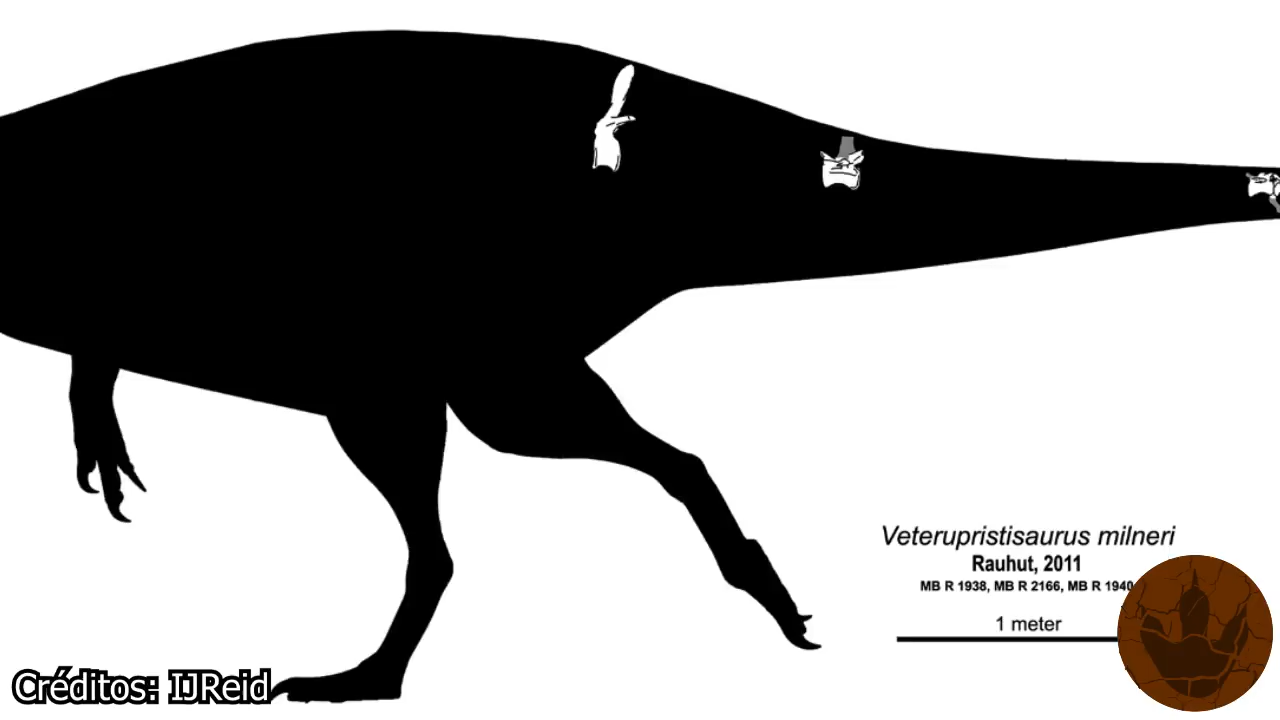 Veterupristisaurus milneri
Rauhut, 2011
MB R 1938, MB R 2166, MB R 1940
1 meter
Créditos: IJReid